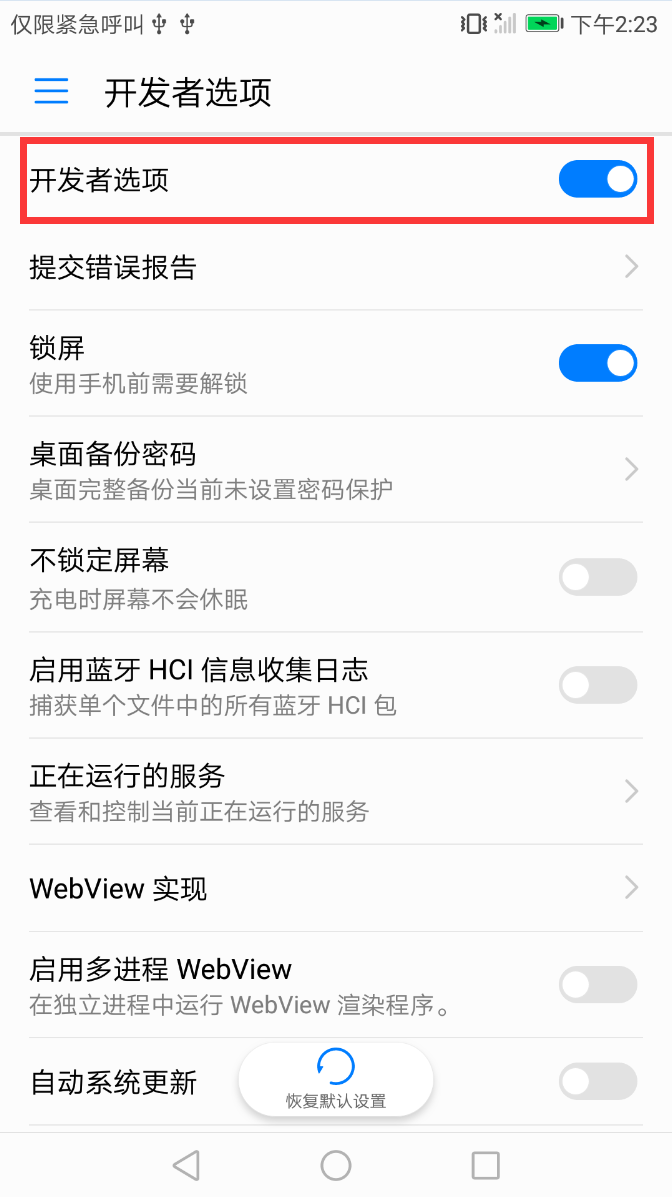 仅限紧急呼叫 下午2:23
开发者选项
开发者选项
提交错误报告
锁屏
使用手机前需要解锁
桌面备份密码
桌面完整备份当前未设置密码保护
不锁定屏幕
充电时屏幕不会休眠
启用蓝牙 HCI 信息收集日志
捕获单个文件中的所有蓝牙 HCI 包
正在运行的服务
查看和控制当前正在运行的服务
WebView 实现
启用多进程 WebView
在独立进程中运行 WebView 渲染程序。
自动系统更新
恢复默认设置